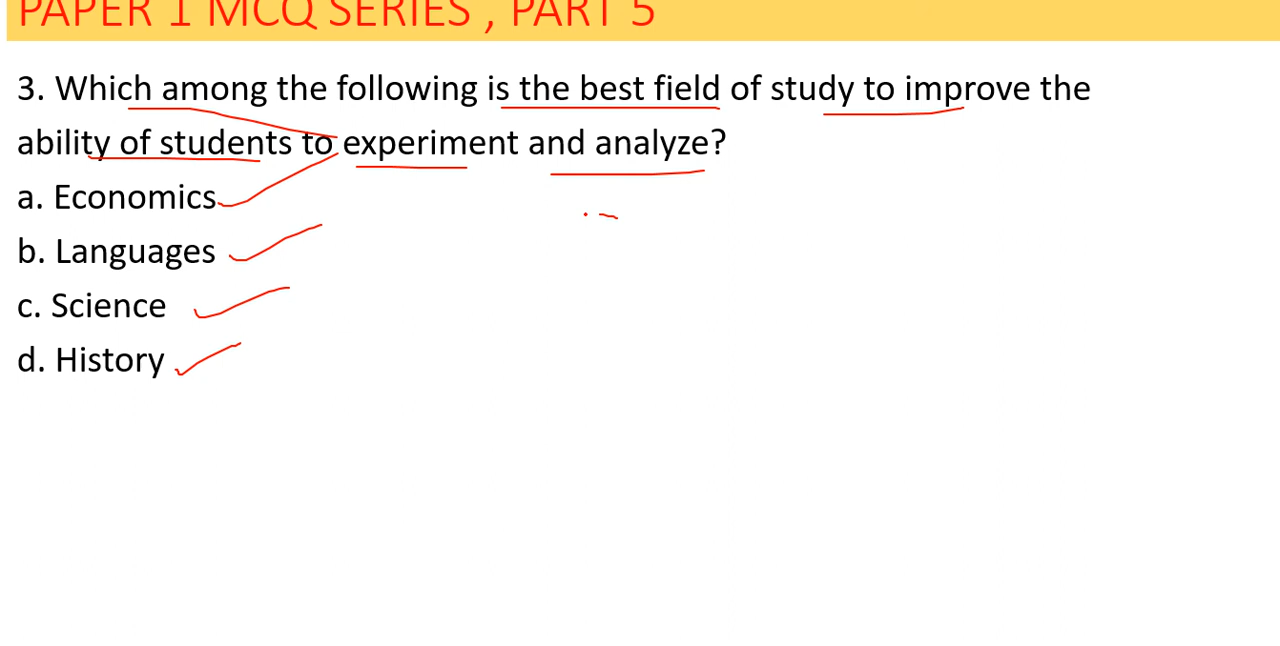 PAPER 1 MCQ SERIES , PART 5
3. Which among the following is the best field of study to improve the
ability of students to experiment and analyze?
a. Economics
b. Languages
c. Science
d. History